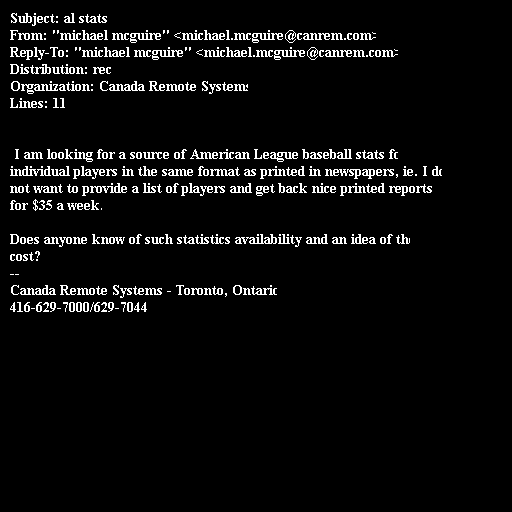 Subject: al stats
From: "michael mcguire" <michael.mcguire@canrem.com>
Reply-To: "michael mcguire" <michael.mcguire@canrem.com>
Distribution: rec
Organization: Canada Remote Systems
Lines: 11
I am looking for a source of American League baseball stats fo
individual players in the same format as printed in newspapers, ie. I do
not want to provide a list of players and get back nice printed reports
for $35 a week.
Does anyone know of such statistics availability and an idea of the
cost?
--
Canada Remote Systems - Toronto, Ontario
416-629-7000/629-7044